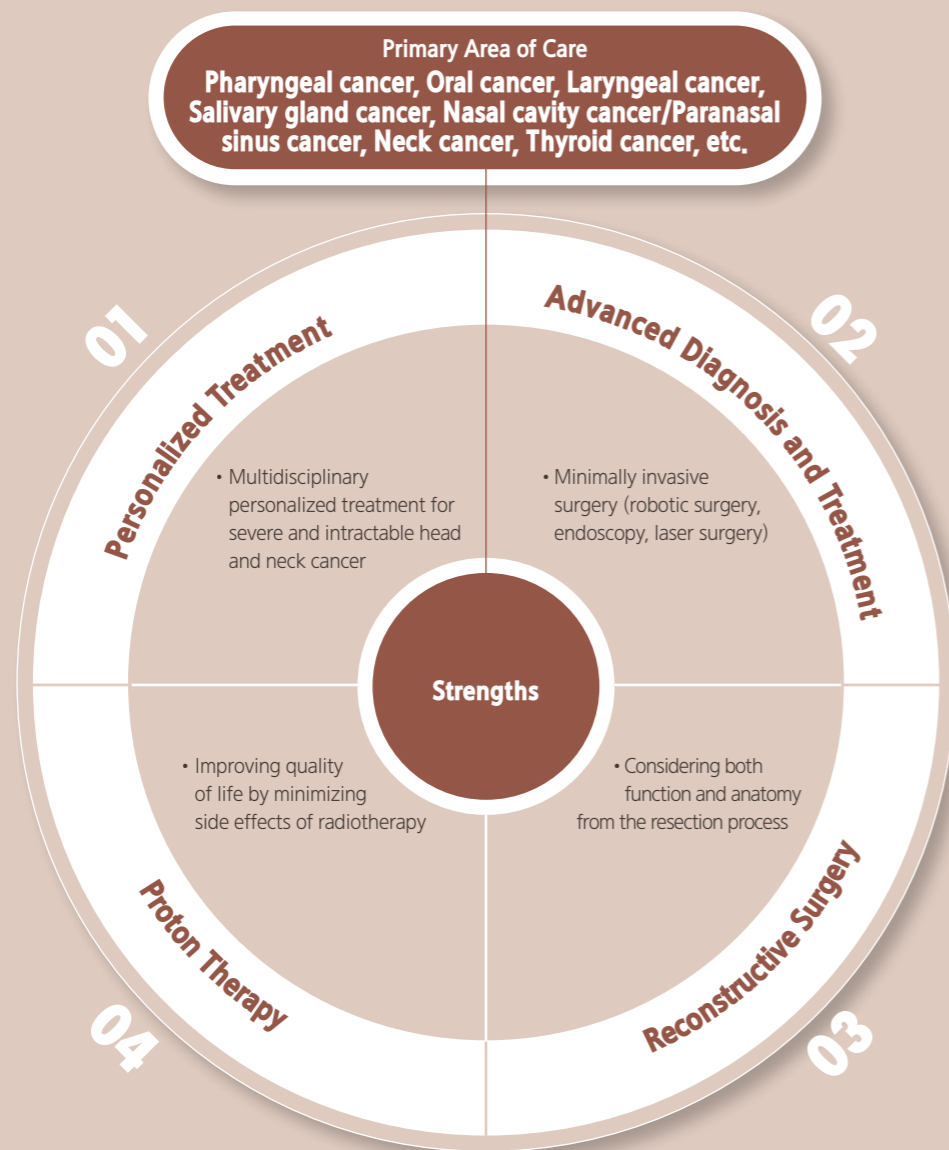 Primary Area of Care
Pharyngeal cancer, Oral cancer, Laryngeal cancer,
Salivary gland cancer, Nasal cavity cancer/Paranasal
sinus cancer, Neck cancer, Thyroid cancer, etc.
01
Personalized Treatment
• Multidisciplinary
personalized treatment for
severe and intractable head
and neck cancer
02
Advanced Diagnosis and Treatment
• Minimally invasive
surgery (robotic surgery,
endoscopy, laser surgery)
Strengths
• Considering both
function and anatomy
from the resection process
Reconstructive Surgery
03
• Improving quality
of life by minimizing
side effects of radiotherapy
Proton Therapy
04